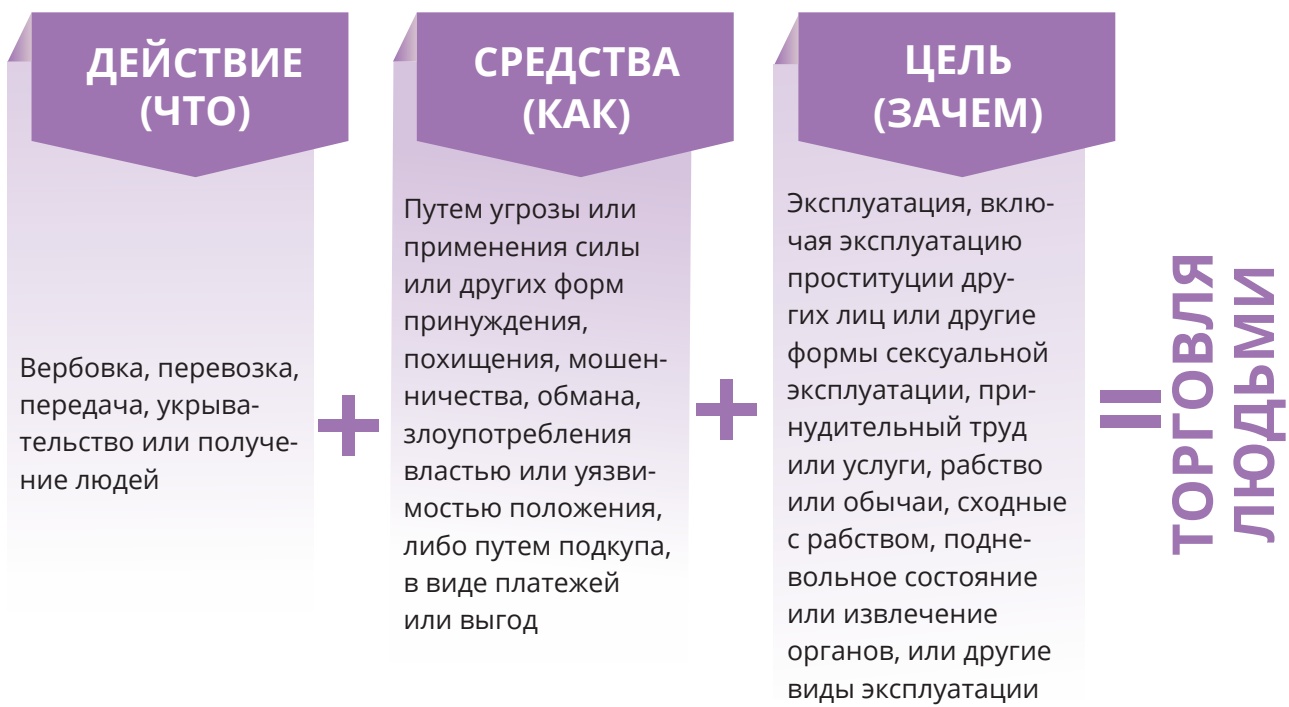 ДЕЙСТВИЕ
(ЧТО)
Вербовка, перевозка,
передача, укрыва-
тельство или получе-
ние людей
+
СРЕДСТВА
(КАК)
Путем угрозы или
применения силы
или других форм
принуждения,
похищения, мошен-
ничества, обмана,
злоупотребления
властью или уязви-
мостью положения,
либо путем подкупа,
в виде платежей
или выгод
+
ЦЕЛЬ
(ЗАЧЕМ)
Эксплуатация, вклю-
чая эксплуатацию
проституции дру-
гих лиц или другие
формы сексуальной
эксплуатации, при-
нудительный труд
или услуги, рабство
или обычаи, сходные
с рабством, подне-
вольное состояние
или извлечение
органов, или другие
виды эксплуатации
=
ТОРГОВЛЯ
ЛЮДЬМИ